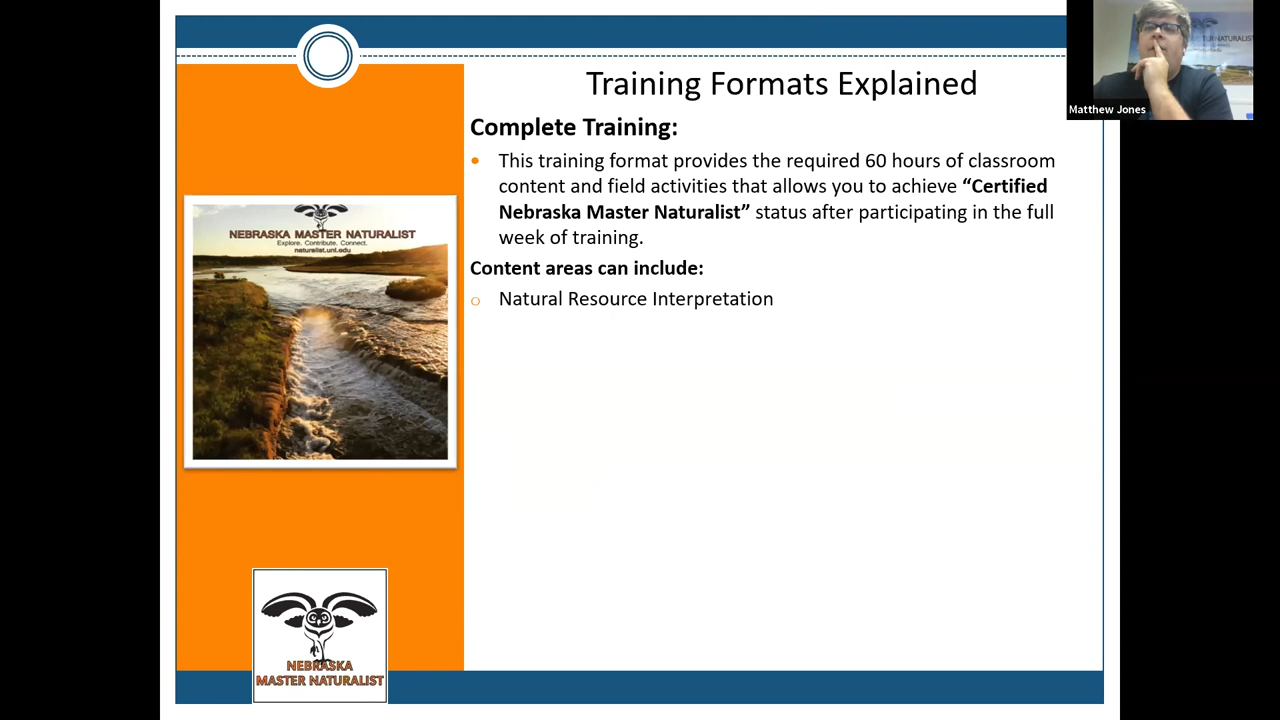 Training Formats Explained
Matthew Jones
Complete Training:
This training format provides the required 60 hours of classroom
content and field activities that allows you to achieve “Certified
Nebraska Master Naturalist” status after participating in the full
week of training.
Content areas can include:
Natural Resource Interpretation
NEBRASKA MASTER NATURALIST
Explore. Contribute. Connect.
naturalist.unl.edu
NEBRASKA
MASTER NATURALIST